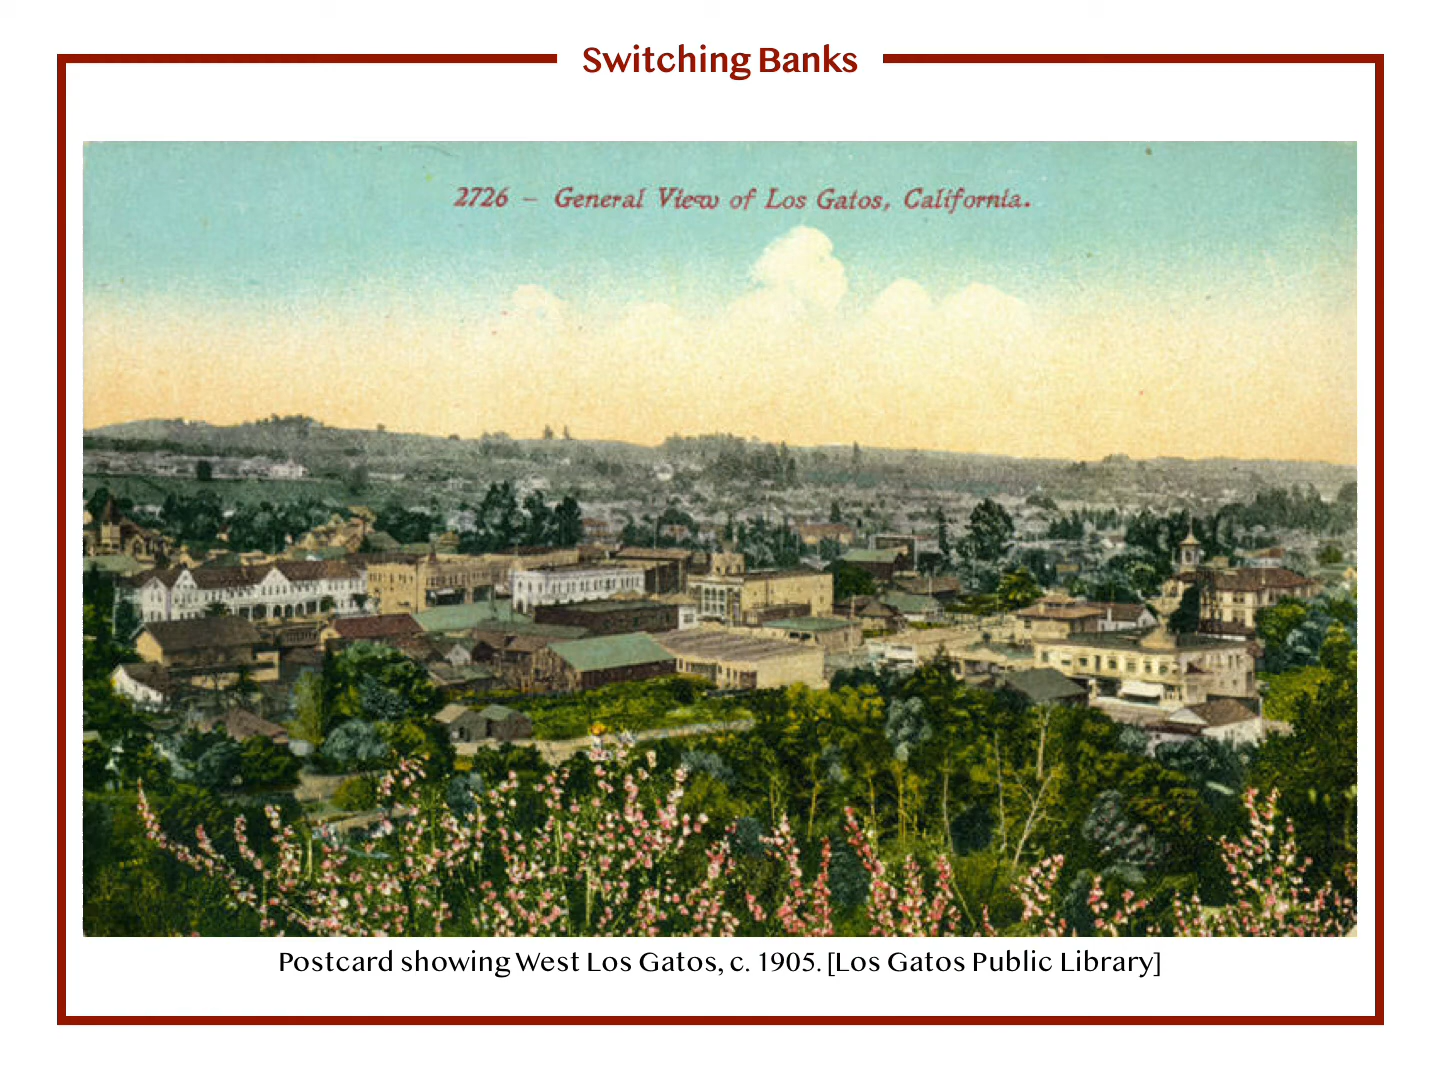 Switching Banks
2726 – General View of Los Gatos, California.
Postcard showing West Los Gatos, c. 1905. [Los Gatos Public Library]